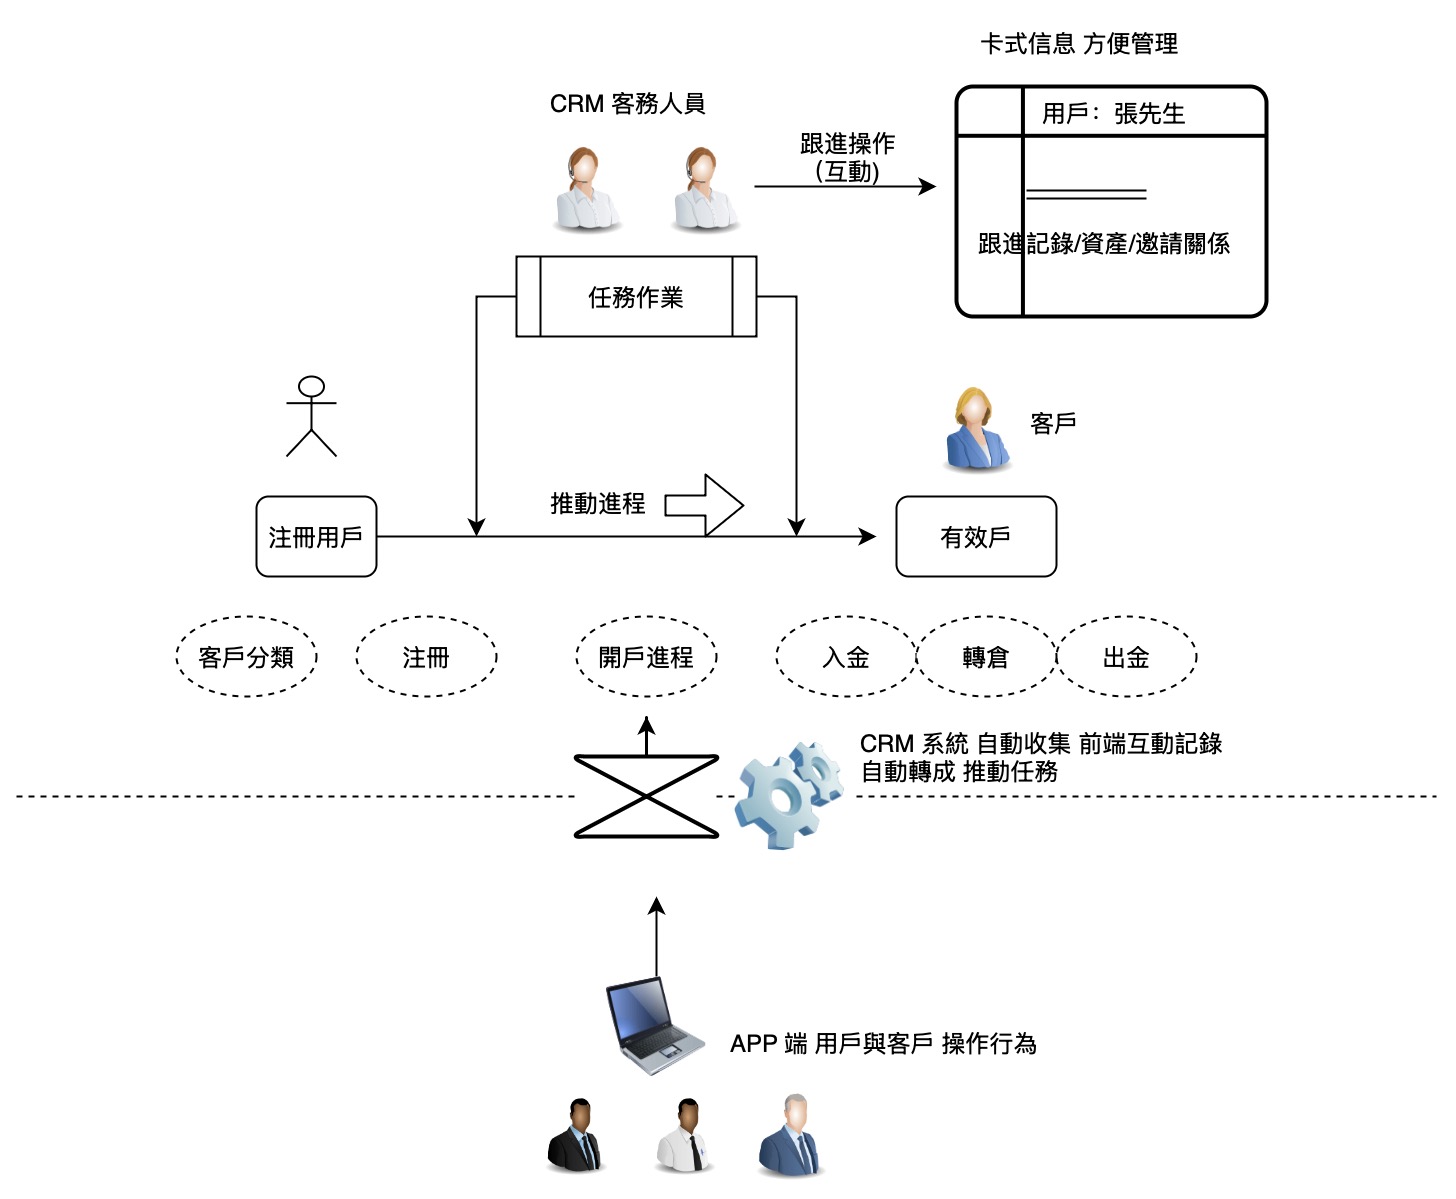 卡式信息 方便管理
CRM 客務人員
用戶：張先生
跟進操作
（互動)
跟進記錄/資產/邀請關係
任務作業
客戶
推動進程
注冊用戶
有效戶
客戶分類
注冊
開戶進程
入金
轉倉
出金
CRM 系統 自動收集 前端互動記錄
自動轉成 推動任務
APP 端 用戶與客戶 操作行為